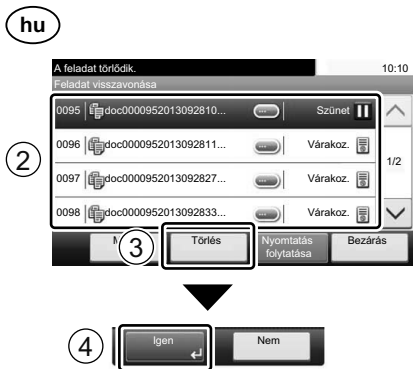 hu
A feladat törlődik. 10:10
Feladat visszavonása
0095 doc0000952013092810... Szünet
0096 doc0000952013092811... Várakoz.
2
1/2
0097 doc0000952013092827... Várakoz.
0098 doc0000952013092833... Várakoz.
3 Törlés Nyomtatás folytatása Bezárás
4 Igen Nem